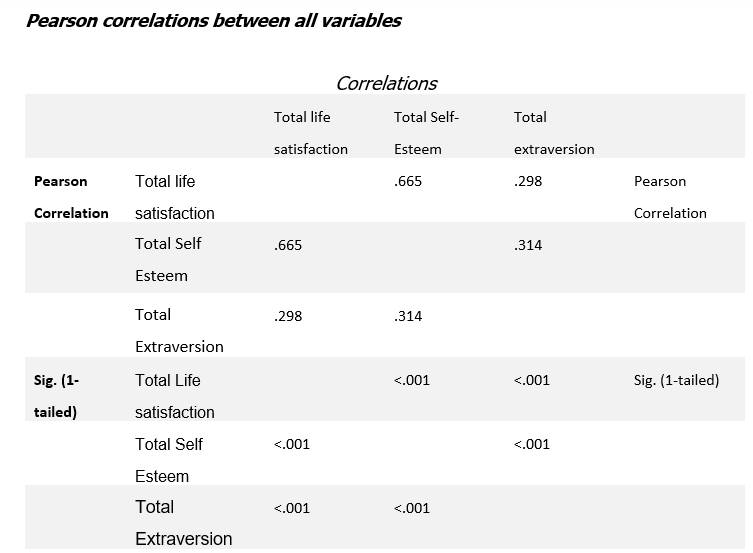 Pearson correlations between all variables
Correlations
Total life Total Self- Total
satisfaction Esteem extraversion
Pearson Total life .665 .298 Pearson
Correlation satisfaction Correlation
Total Self .665 .314
Esteem
Total .298 .314
Extraversion
Sig. (1- Total Life <.001 <.001 Sig. (1-tailed)
tailed) satisfaction
Total Self <.001 <.001
Esteem
Total <.001 <.001
Extraversion